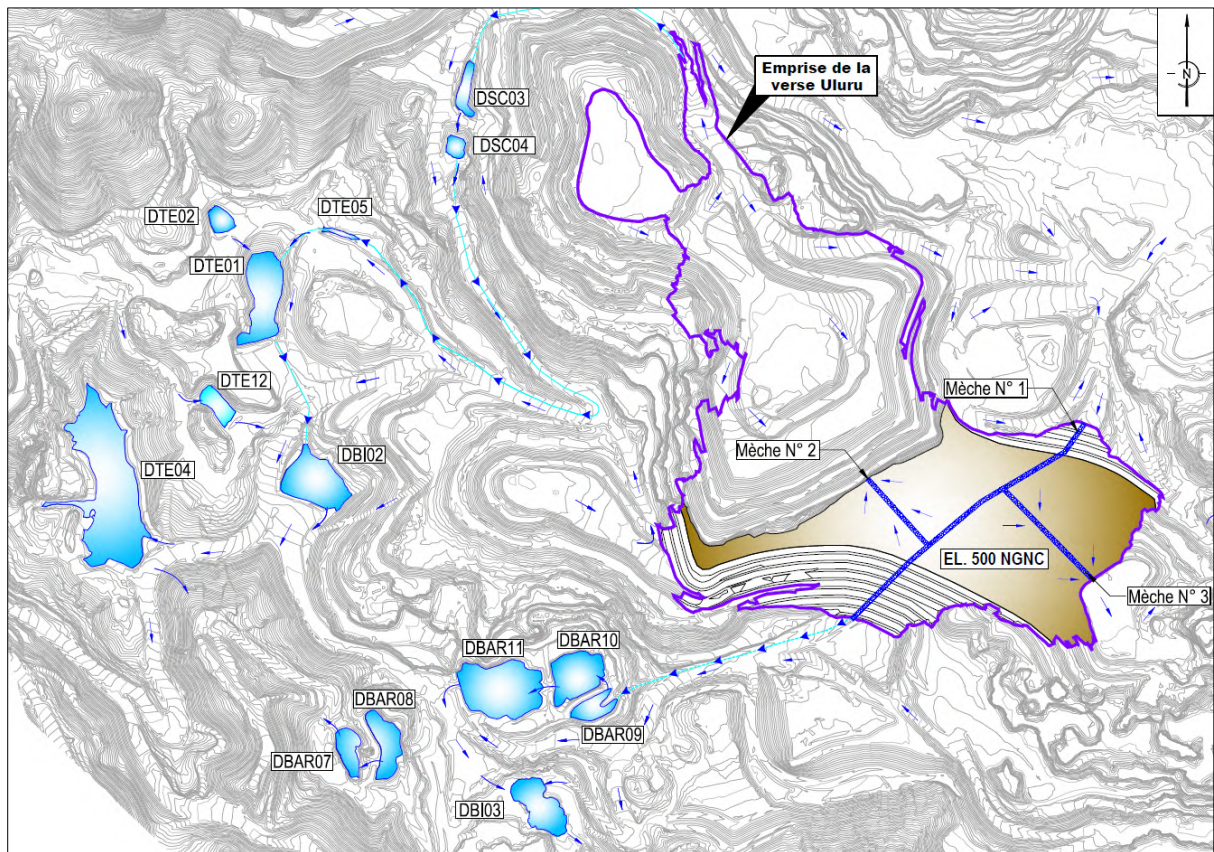 N
Emprise de la
verse Uluru
DSC03
DSC04
DTE05
DTE02
DTE01
DTE12
DTE04
DBI02
Mèche N° 1
Mèche N° 2
EL. 500 NGNC
Mèche N° 3
DBAR10
DBAR11
DBAR08
DBAR09
DBAR07
DBI03